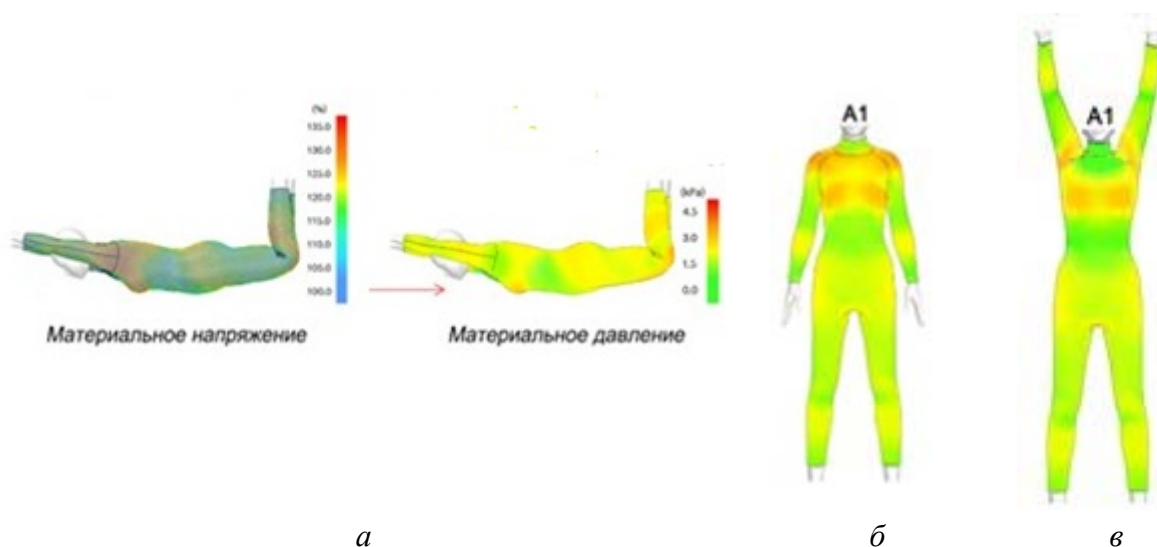 (%)
135.0
130.0
125.0
120.0
115.0
110.0
105.0
100.0
Материальное напряжение
(kPa)
4.5
3.0
1.5
0.0
Материальное давление
A1
A1
а
б
в